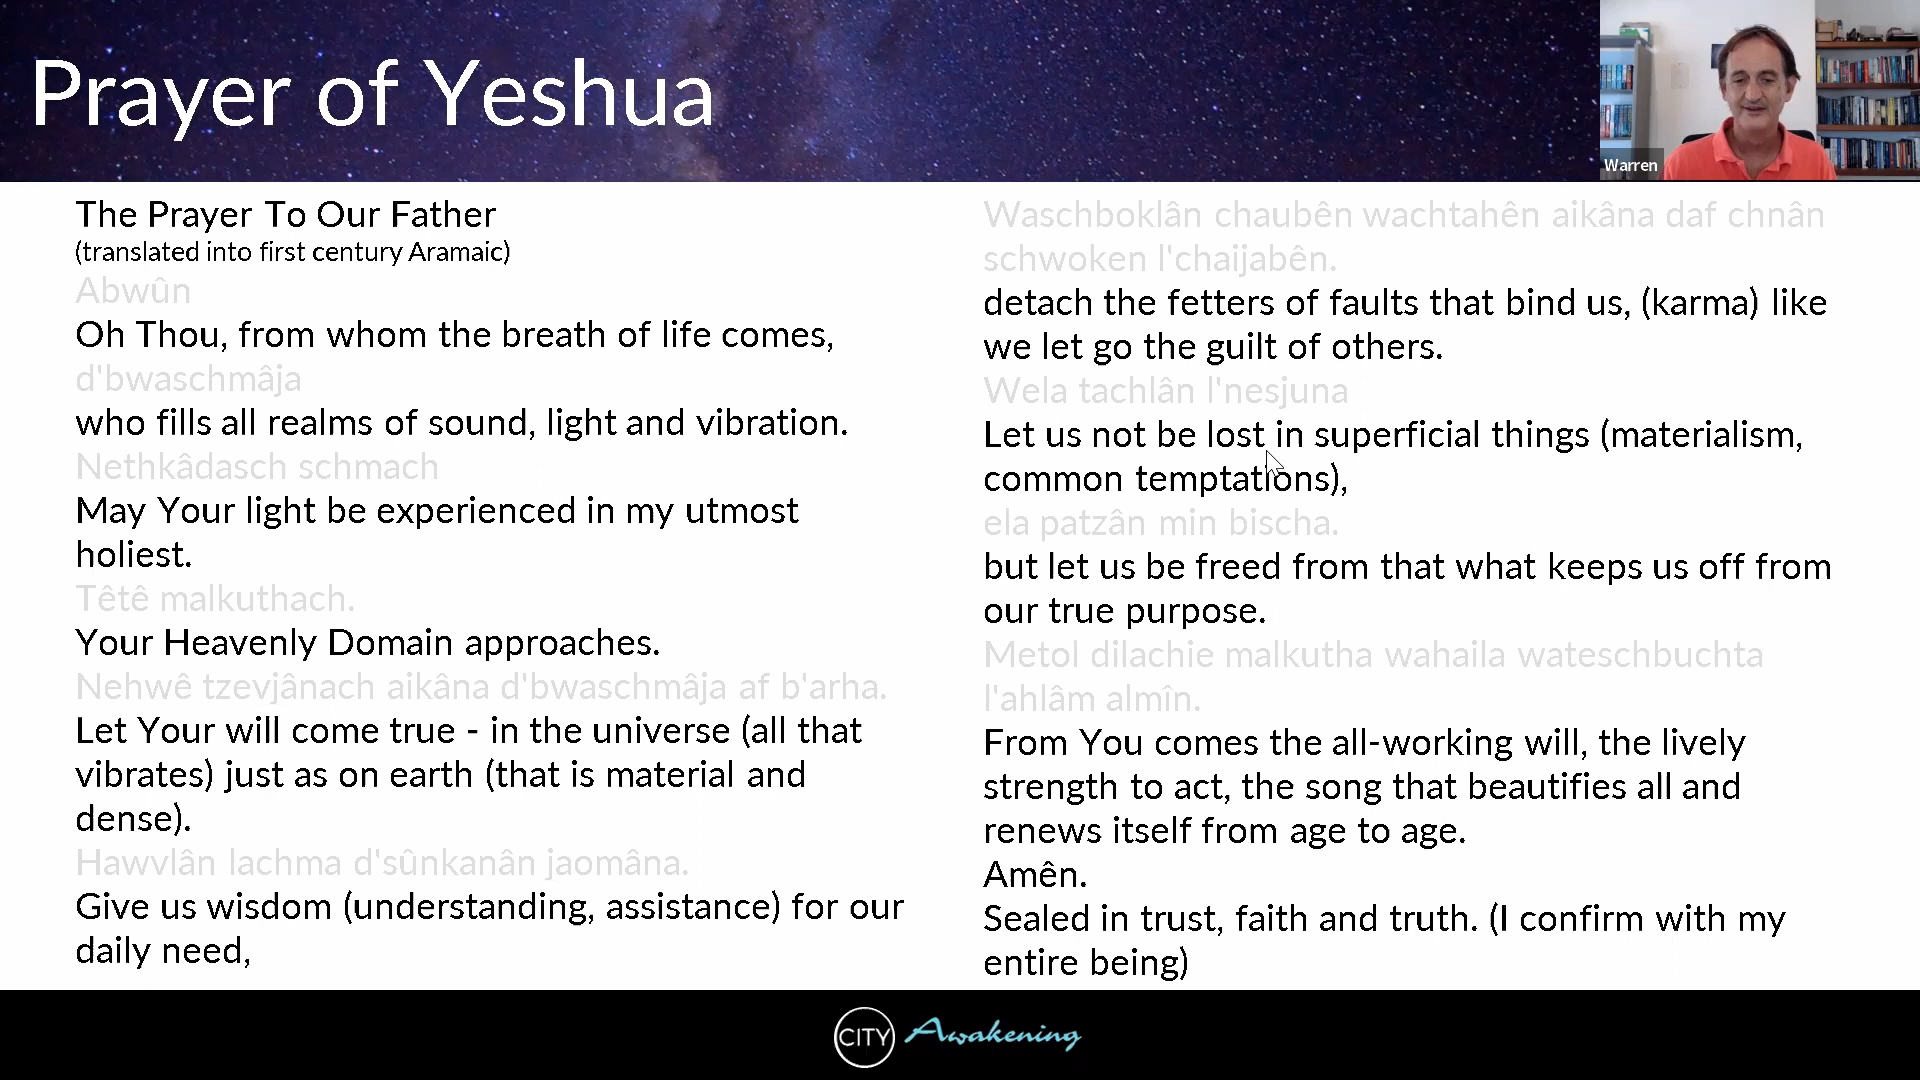 Prayer of Yeshua
Warren
The Prayer To Our Father
(translated into first century Aramaic)
Abwûn
Oh Thou, from whom the breath of life comes,
d'bwaschmâja
who fills all realms of sound, light and vibration.
Nethkâdasch schmach
May Your light be experienced in my utmost
holiest.
Têtê malkuthach.
Your Heavenly Domain approaches.
Nehwê tzevjânach aikâna d'bwaschmâja af b'arha.
Let Your will come true - in the universe (all that
vibrates) just as on earth (that is material and
dense).
Hawvlân lachma d'sûnkanân jaomâna.
Give us wisdom (understanding, assistance) for our
daily need,
Waschboklân chaubên wachtahên aikâna daf chnân
schwoken l'chaijabên.
detach the fetters of faults that bind us, (karma) like
we let go the guilt of others.
Wela tachlân l'nesjuna
Let us not be lost in superficial things (materialism,
common temptations),
ela patzân min bischa.
but let us be freed from that what keeps us off from
our true purpose.
Metol dilachie malkutha wahaila wateschbuchta
l'ahlâm almîn.
From You comes the all-working will, the lively
strength to act, the song that beautifies all and
renews itself from age to age.
Amên.
Sealed in trust, faith and truth. (I confirm with my
entire being)
CITY Awakening